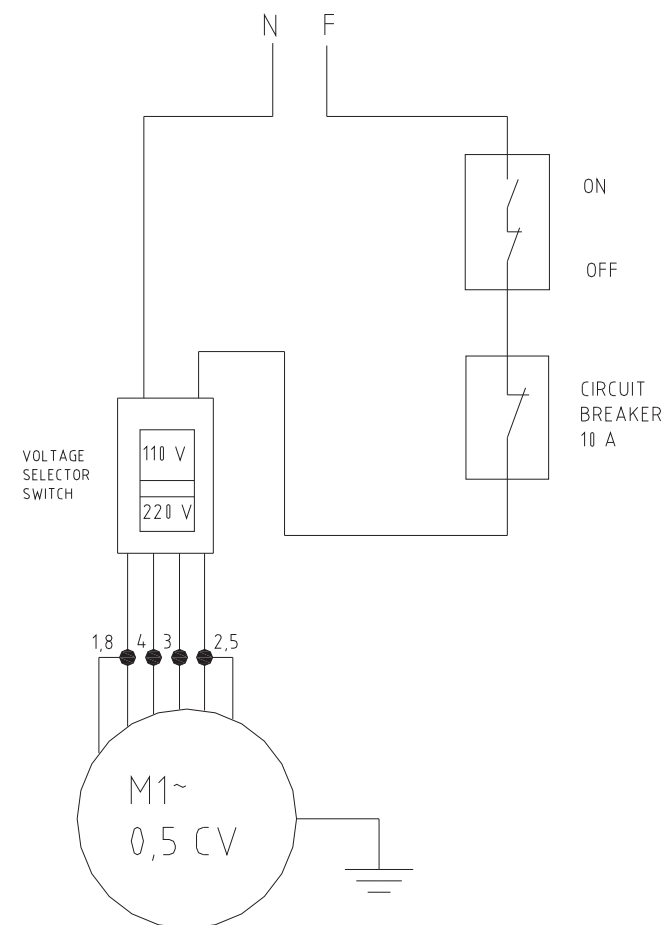 N F
ON
OFF
CIRCUIT
BREAKER
10 A
VOLTAGE
SELECTOR
SWITCH
110 V
220 V
1,8 4 3 2,5
M1~
0,5 CV